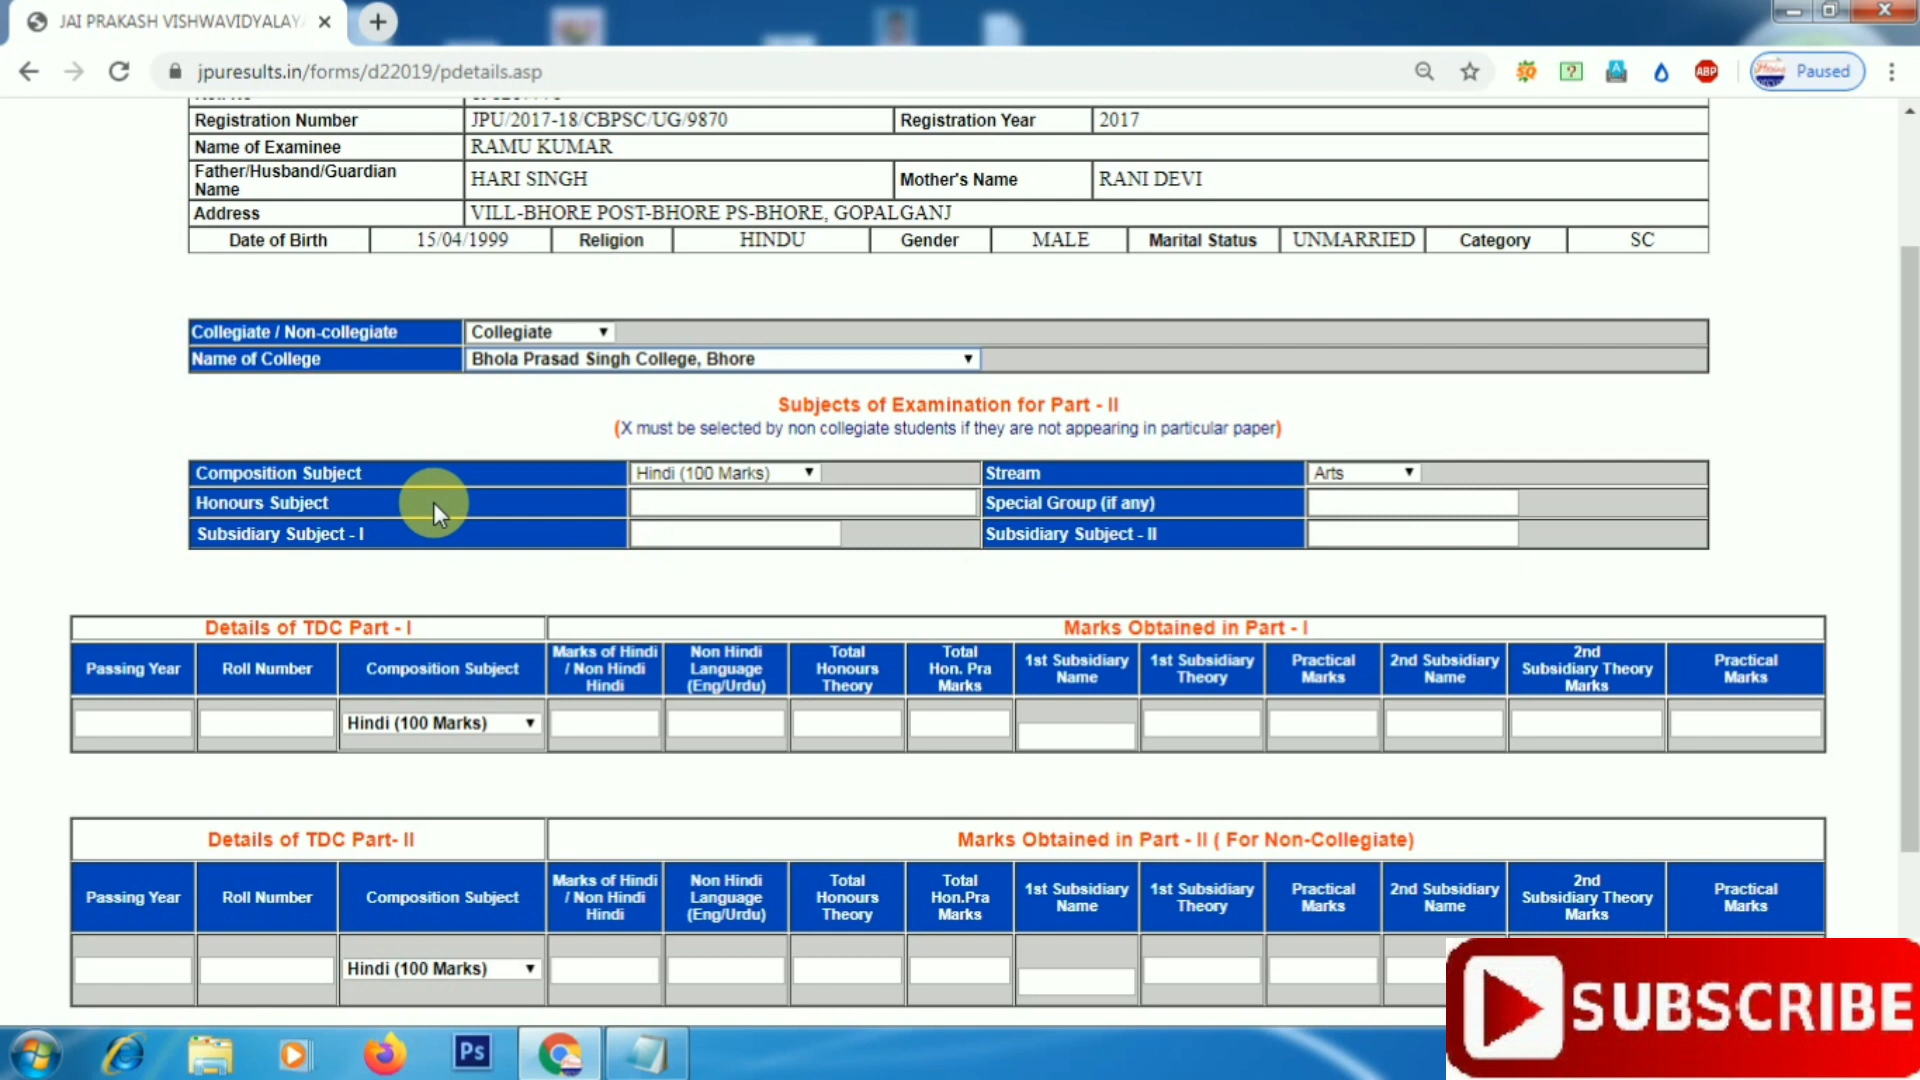 JAI PRAKASH VISHWAVIDYALAYA
jpuresults.in/forms/d22019/pdetails.asp
ABP
Paused
Registration Number JPU/2017-18/CBPSC/UG/9870 Registration Year 2017
Name of Examinee RAMU KUMAR
Father/Husband/Guardian Name HARI SINGH Mother's Name RANI DEVI
Address VILL-BHORE POST-BHORE PS-BHORE, GOPALGANJ
Date of Birth 15/04/1999 Religion HINDU Gender MALE Marital Status UNMARRIED Category SC
Collegiate / Non-collegiate Collegiate
Name of College Bhola Prasad Singh College, Bhore
Subjects of Examination for Part - II
(X must be selected by non collegiate students if they are not appearing in particular paper)
Composition Subject Hindi (100 Marks) Stream Arts
Honours Subject Special Group (if any)
Subsidiary Subject - I Subsidiary Subject - II
Details of TDC Part - I Marks Obtained in Part - I
Passing Year Roll Number Composition Subject Marks of Hindi / Non Hindi Hindi Non Hindi Language (Eng/Urdu) Total Honours Theory Total Hon. Pra Marks 1st Subsidiary Name 1st Subsidiary Theory Practical Marks 2nd Subsidiary Name 2nd Subsidiary Theory Marks Practical Marks
Hindi (100 Marks)
Details of TDC Part- II Marks Obtained in Part - II ( For Non-Collegiate)
Passing Year Roll Number Composition Subject Marks of Hindi / Non Hindi Hindi Non Hindi Language (Eng/Urdu) Total Honours Theory Total Hon.Pra Marks 1st Subsidiary Name 1st Subsidiary Theory Practical Marks 2nd Subsidiary Name 2nd Subsidiary Theory Marks Practical Marks
Hindi (100 Marks)
SUBSCRIBE
Ps